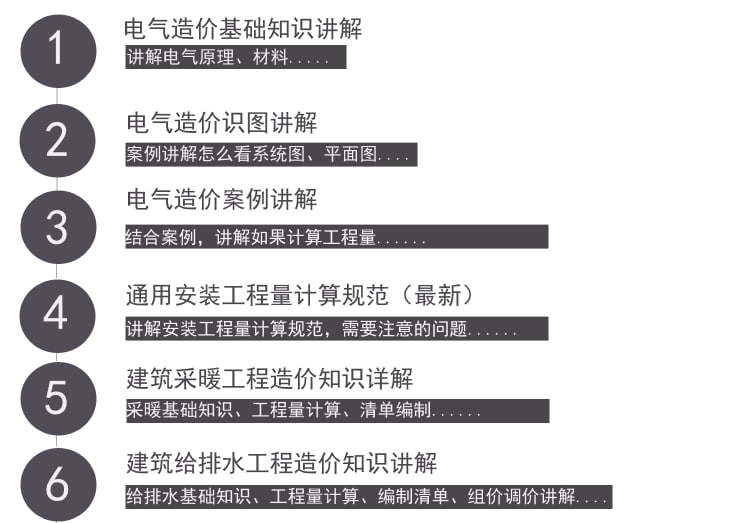 1
电气造价基础知识讲解
讲解电气原理、材料.....
2
电气造价识图讲解
案例讲解怎么看系统图、平面图....
3
电气造价案例讲解
结合案例，讲解如果计算工程量......
4
通用安装工程量计算规范（最新）
讲解安装工程量计算规范，需要注意的问题......
5
建筑采暖工程造价知识详解
采暖基础知识、工程量计算、清单编制......
6
建筑给排水工程造价知识讲解
给排水基础知识、工程量计算、编制清单、组价调价讲解....